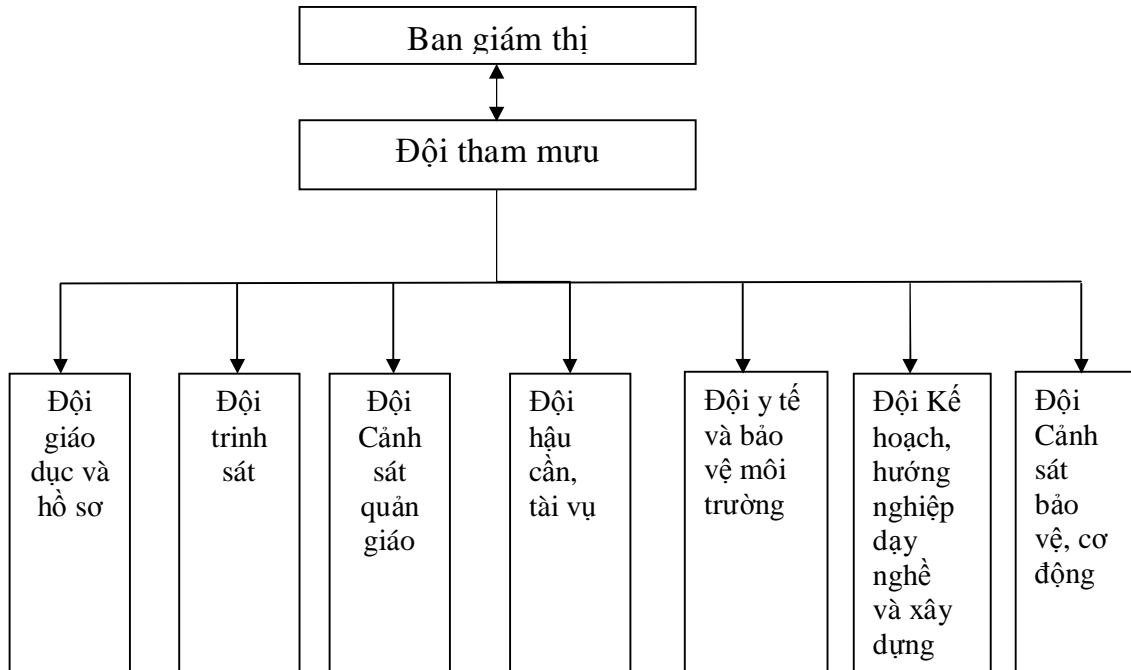 Ban giám thị
Đội tham mưu
Đội
giáo
dục và
hồ sơ
Đội
trinh
sát
Đội
Cảnh
sát
quản
giáo
Đội
hậu
cần,
tài vụ
Đội y tế
và bảo
vệ môi
trường
Đội Kế
hoạch,
hướng
nghiệp
dạy
nghề
và xây
dựng
Đội
Cảnh
sát
bảo
vệ, cơ
động